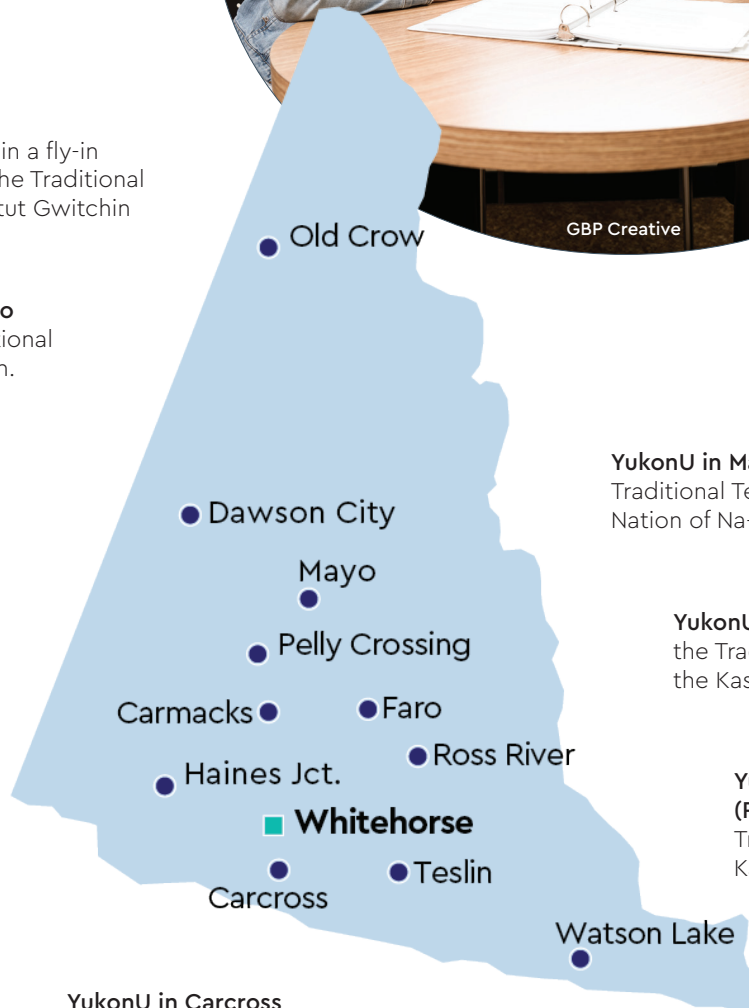 in a fly-in
he Traditional
tut Gwitchin
GBP Creative
Old Crow
o
ional
n.
YukonU in Ma
Traditional Te
Nation of Na-
Dawson City
Mayo
Pelly Crossing
YukonU
the Tra
the Kas
Carmacks
Faro
Ross River
Haines Jct.
Whitehorse
Y
(P
Tr
K
Carcross
Teslin
Watson Lake
YukonU in Carcross